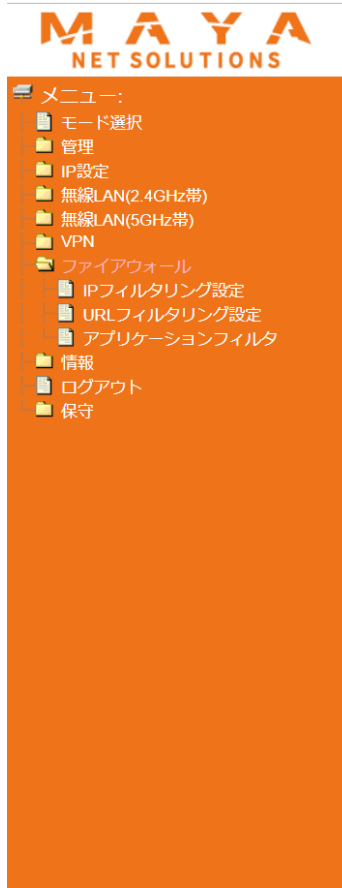 MAYA
NET SOLUTIONS
メニュー:
モード選択
管理
IP設定
無線LAN(2.4GHz帯)
無線LAN(5GHz帯)
VPN
ファイアウォール
IPフィルタリング設定
URLフィルタリング設定
アプリケーションフィルタ
情報
ログアウト
保守